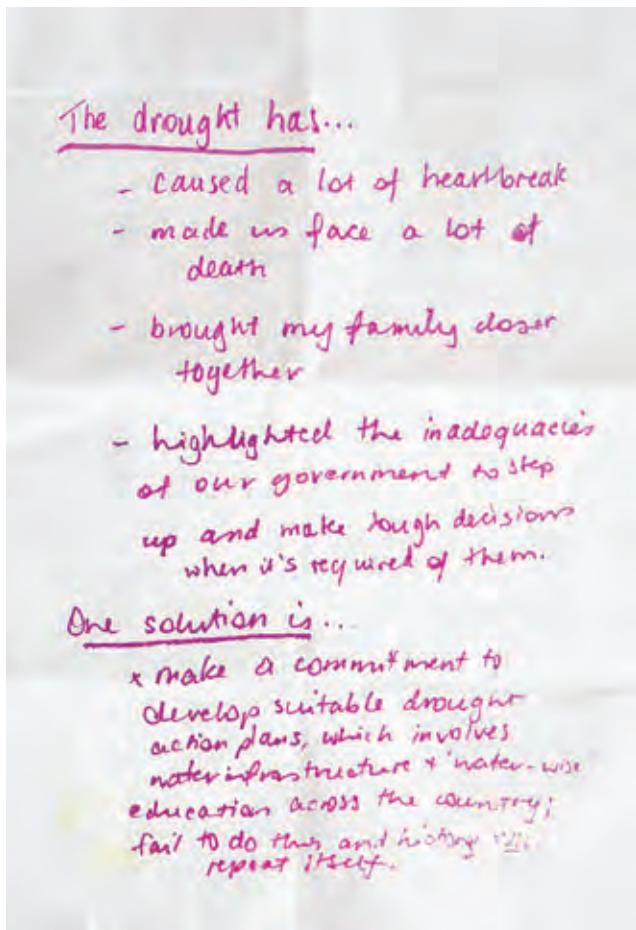 The drought has...
- caused a lot of heartbreak
- made us face a lot of
death
- brought my family closer
together
- highlighted the inadequacies
of our government to step
up and make tough decisions
when it's required of them.
One solution is...
* make a commitment to
develop suitable drought
action plans, which involves
water infrastructure + 'water-wise
education across the country;
fail to do this and history will
repeat itself.